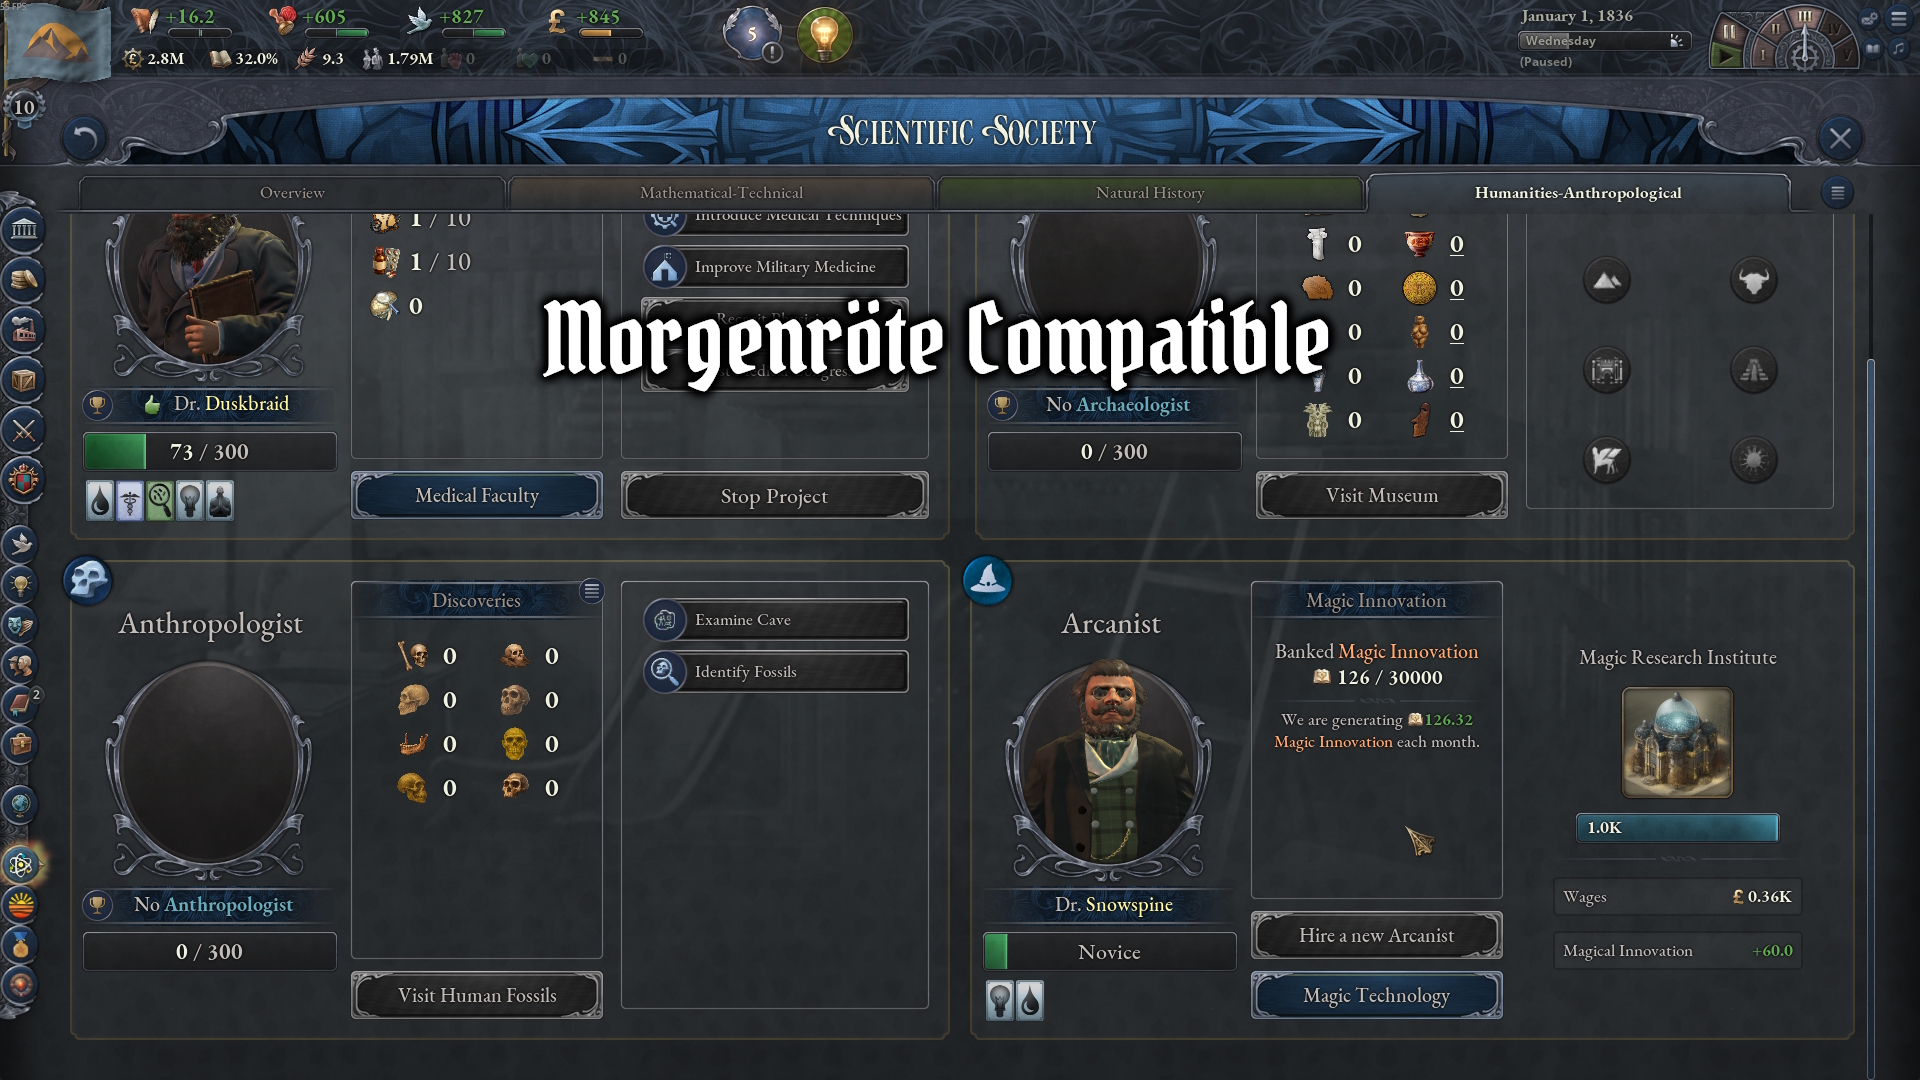 +16.2
+605
+827
+845
2.8M
32.0%
9.3
1.79M
0
0
0
5
January 1, 1836
Wednesday
(Paused)
10
Scientific Society
Overview
Mathematical-Technical
Natural History
Humanities-Anthropological
1 / 10
1 / 10
0
Introduce Medical Techniques
Improve Military Medicine
Morgenröte Compatible
Dr. Duskbraid
73 / 300
Medical Faculty
Stop Project
0
0
0
0
0
0
0
0
0
0
No Archaeologist
0 / 300
Visit Museum
Anthropologist
No Anthropologist
0 / 300
Discoveries
0
0
0
0
0
0
0
0
Visit Human Fossils
Examine Cave
Identify Fossils
Arcanist
Dr. Snowspine
Novice
Magic Innovation
Banked Magic Innovation
126 / 30000
We are generating 126.32
Magic Innovation each month.
Hire a new Arcanist
Magic Technology
Magic Research Institute
1.0K
Wages
£ 0.36K
Magical Innovation
+60.0
2